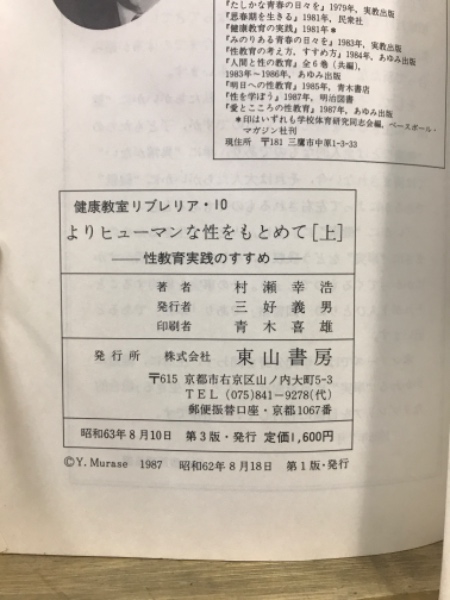 『たしかな青春の日々を』1979年，実教出版
『思春期を生きる』1981年，民衆社
『健康教育の実践』1981年＊
『みのりある青春の日々を』1983年，実教出版
『性教育の考え方，すすめ方』1984年，あゆみ出版
『人間と性の教育』全6巻（共編），
1983年～1986年，あゆみ出版
『明日への性教育』1985年，青木書店
『性を学ぼう』1987年，明治図書
『愛とこころの性教育』1987年，あゆみ出版
＊印はいずれも学校体育研究同志会編，ベースボール・
マガジン社刊
現住所 〒181 三鷹市中原1-3-33
健康教室リブレリア・10
よりヒューマンな性をもとめて［上］
――性教育実践のすすめ――
著者 村瀬幸浩
発行者 三好義男
印刷者 青木喜雄
発行所 株式会社 東山書房
〒615 京都市右京区山ノ内大町5-3
TEL (075)841-9278(代)
郵便振替口座・京都1067番
昭和63年8月10日 第3版・発行 定価1,600円
©Y. Murase 1987 昭和62年8月18日 第1版・発行